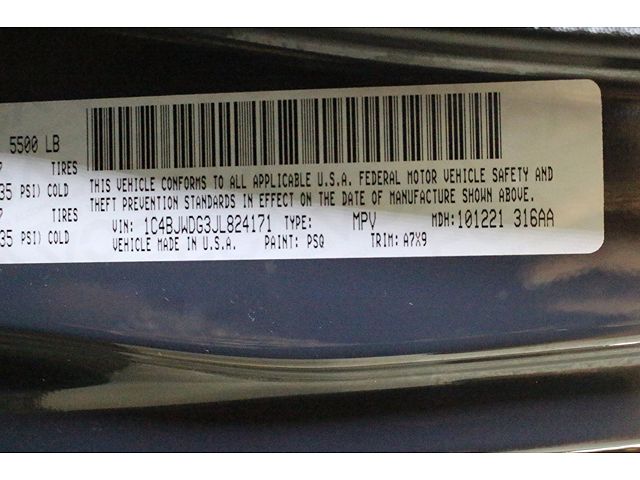 5500 LB
TIRES
35 PSI) COLD
TIRES
35 PSI) COLD
THIS VEHICLE CONFORMS TO ALL APPLICABLE U.S.A. FEDERAL MOTOR VEHICLE SAFETY AND
THEFT PREVENTION STANDARDS IN EFFECT ON THE DATE OF MANUFACTURE SHOWN ABOVE.
VIN: 1C4BJWDG3JL824171 TYPE: MPV MDH:101221 316AA
VEHICLE MADE IN U.S.A. PAINT: PSQ TRIM: A7X9